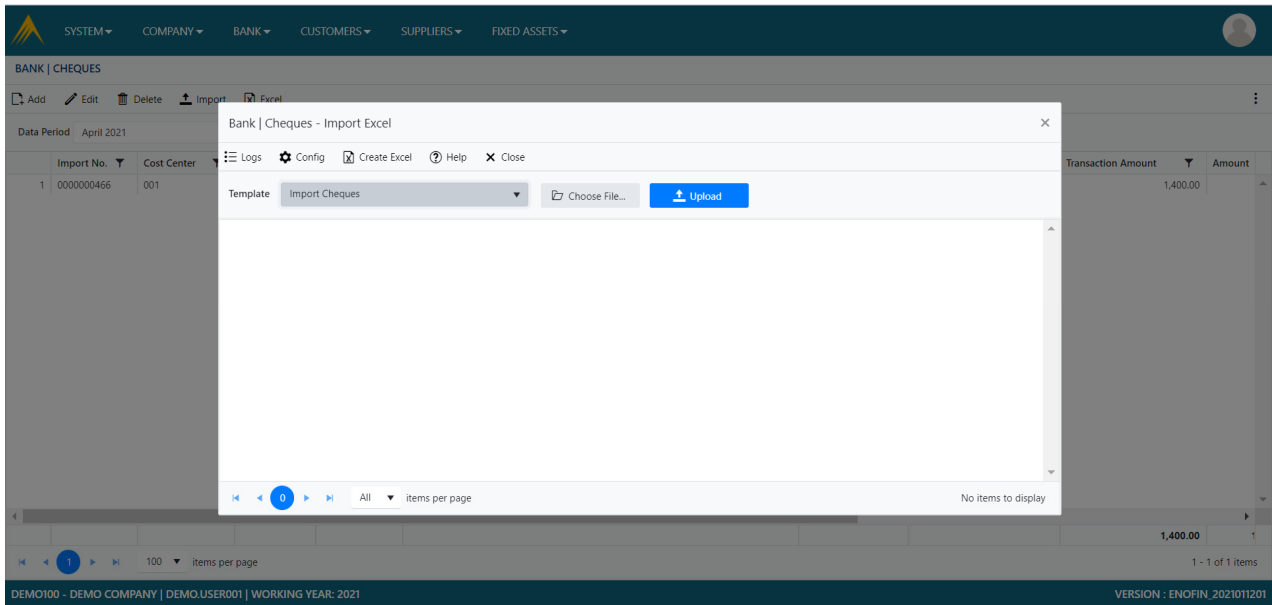 SYSTEM COMPANY BANK CUSTOMERS SUPPLIERS FIXED ASSETS
BANK | CHEQUES
Add Edit Delete Import Excel
Data Period April 2021
Import No. Cost Center Transaction Amount Amount
1 0000000466 001 1,400.00
Bank | Cheques - Import Excel
Logs Config Create Excel Help Close
Template Import Cheques Choose File... Upload
0 All items per page No items to display
1,400.00 1
1 100 items per page 1 - 1 of 1 items
DEMO100 - DEMO COMPANY | DEMO.USER001 | WORKING YEAR: 2021 VERSION : ENOFIN_2021011201